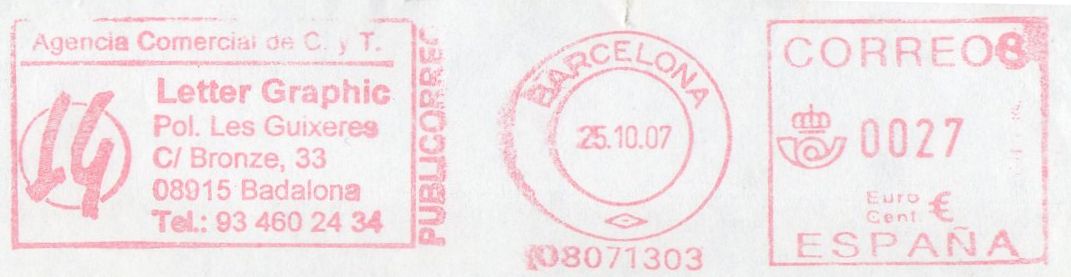 Agencia Comercial de C. y T.
LG
Letter Graphic
Pol. Les Guixeres
C/ Bronze, 33
08915 Badalona
Tel.: 93 460 24 34
PUBLICORREO
BARCELONA
25.10.07
08071303
CORREOS
0027
Euro
Cent. €
ESPAÑA